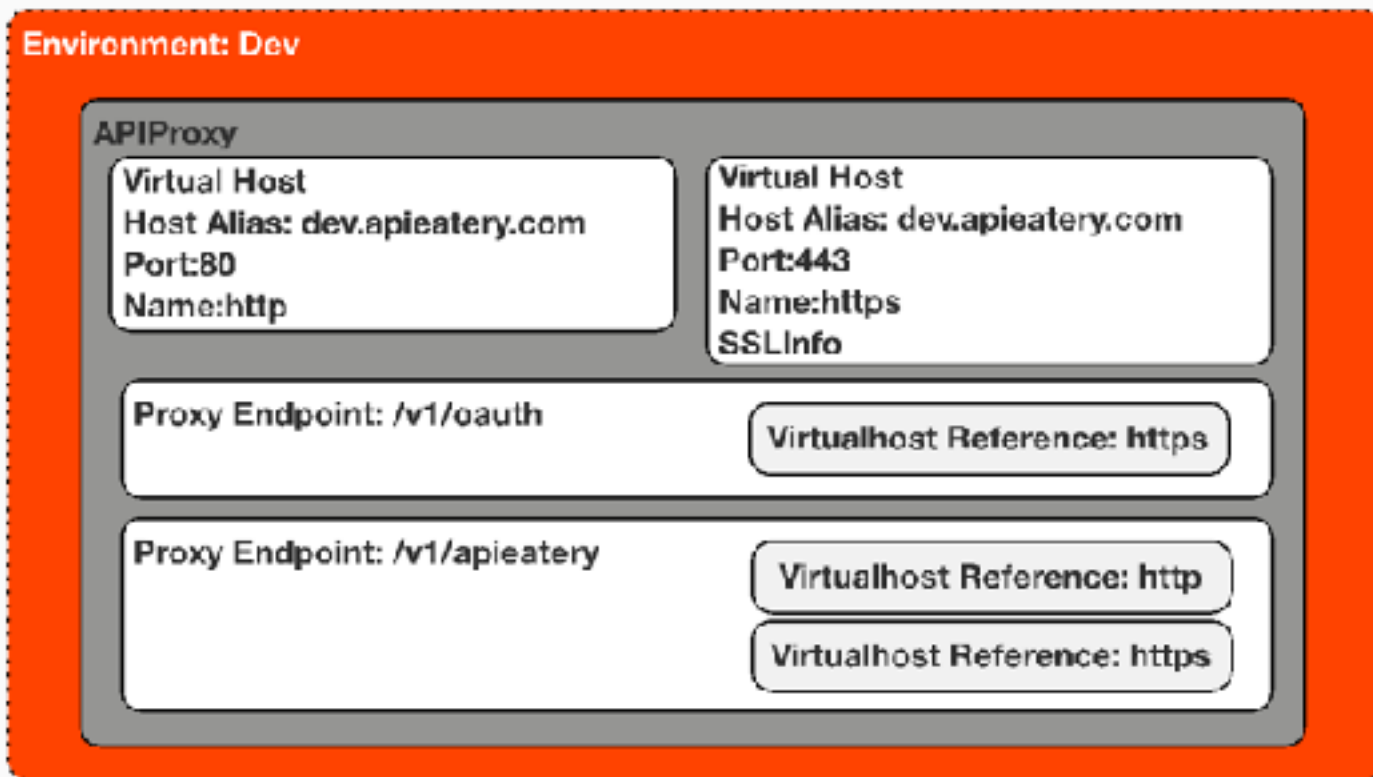 Environment: Dev
APIProxy
Virtual Host
Host Alias: dev.apieatery.com
Port:80
Name:http
Virtual Host
Host Alias: dev.apieatery.com
Port:443
Name:https
SSLInfo
Proxy Endpoint: /v1/oauth
Virtualhost Reference: https
Proxy Endpoint: /v1/apieatery
Virtualhost Reference: http
Virtualhost Reference: https